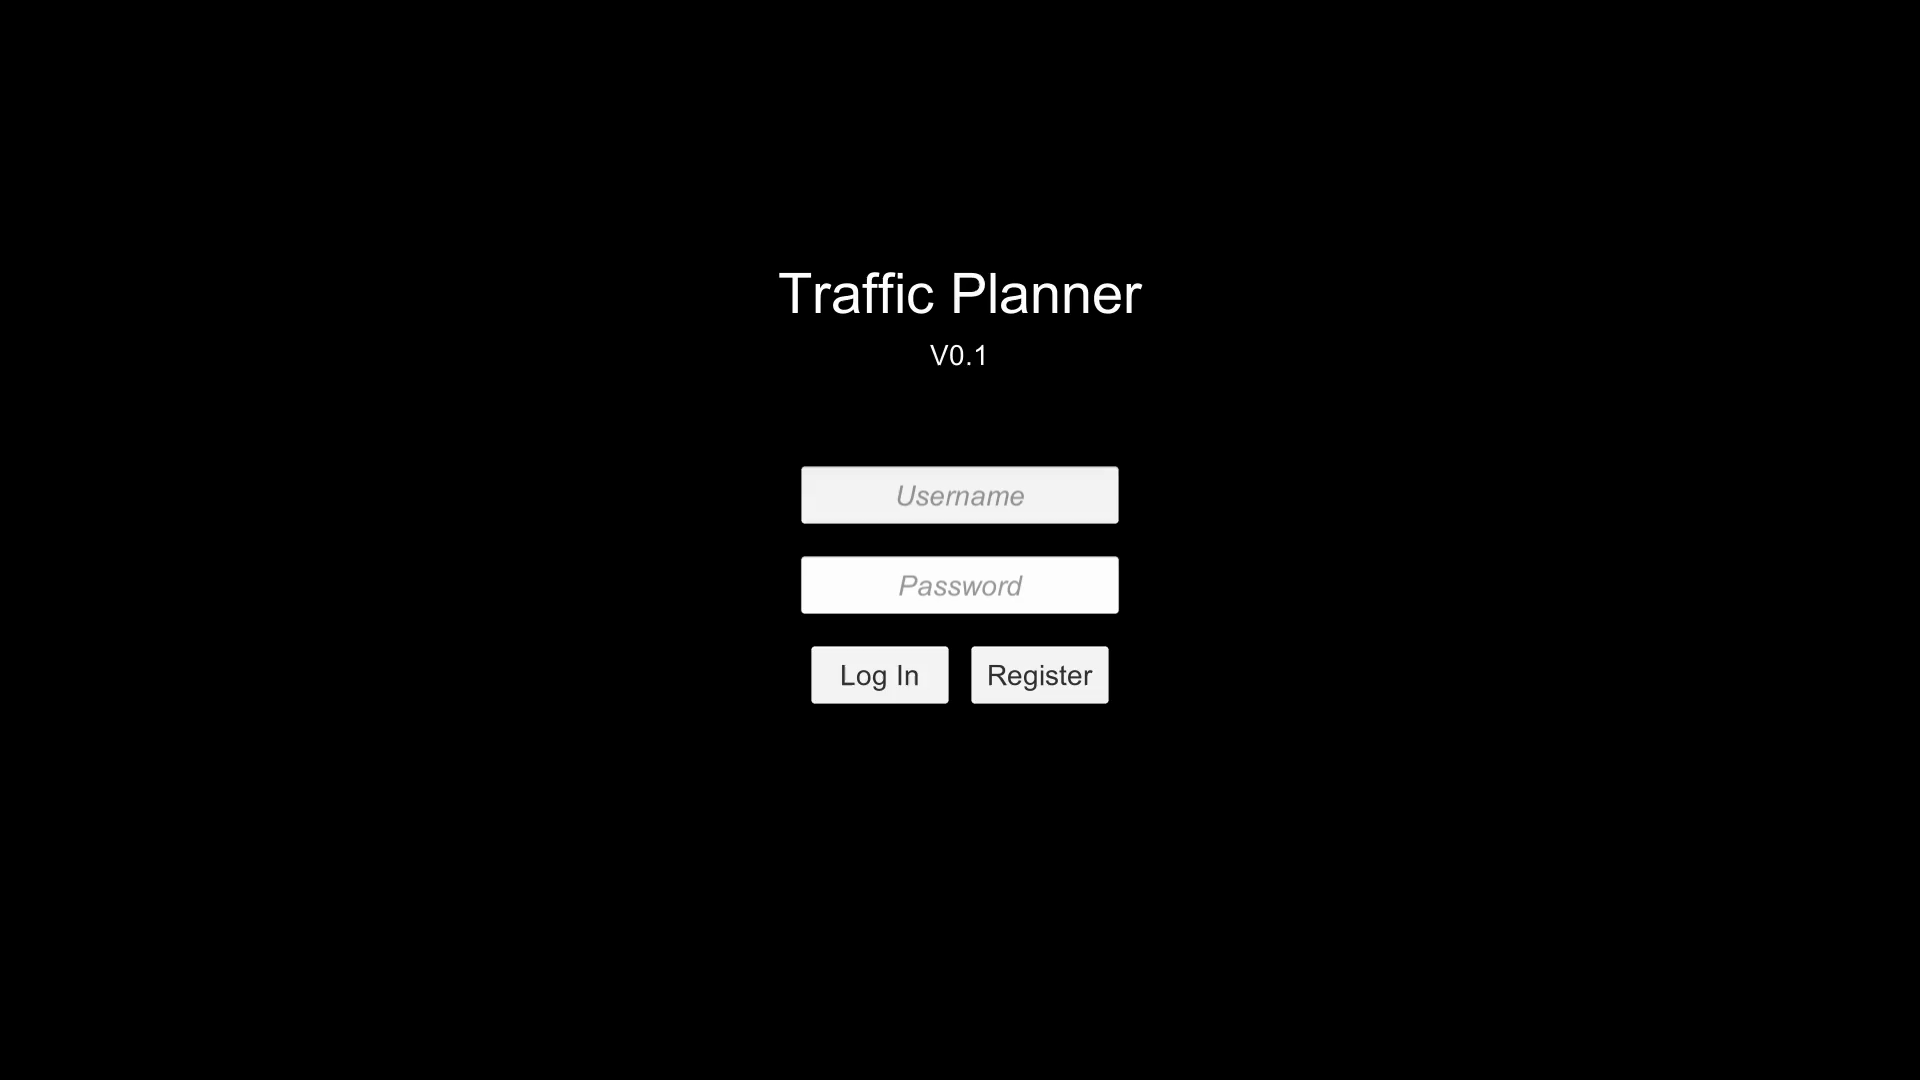 Traffic Planner
V0.1
Username
Password
Log In
Register